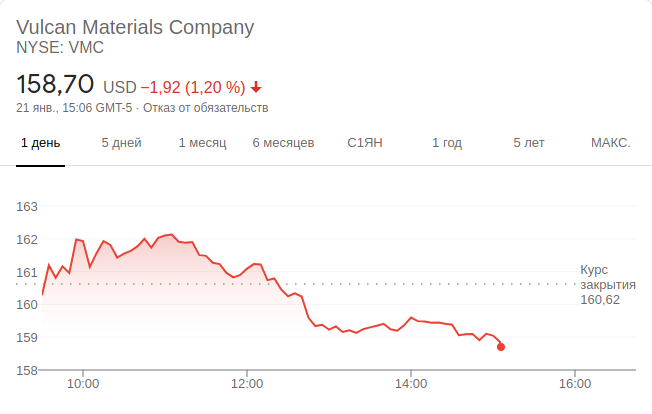 Vulcan Materials Company
NYSE: VMC
158,70 USD −1,92 (1,20 %)
21 янв., 15:06 GMT-5 · Отказ от обязательств
1 день 5 дней 1 месяц 6 месяцев С1ЯН 1 год 5 лет МАКС.
163
162
161
160
159
158
Курс
закрытия
160,62
10:00 12:00 14:00 16:00